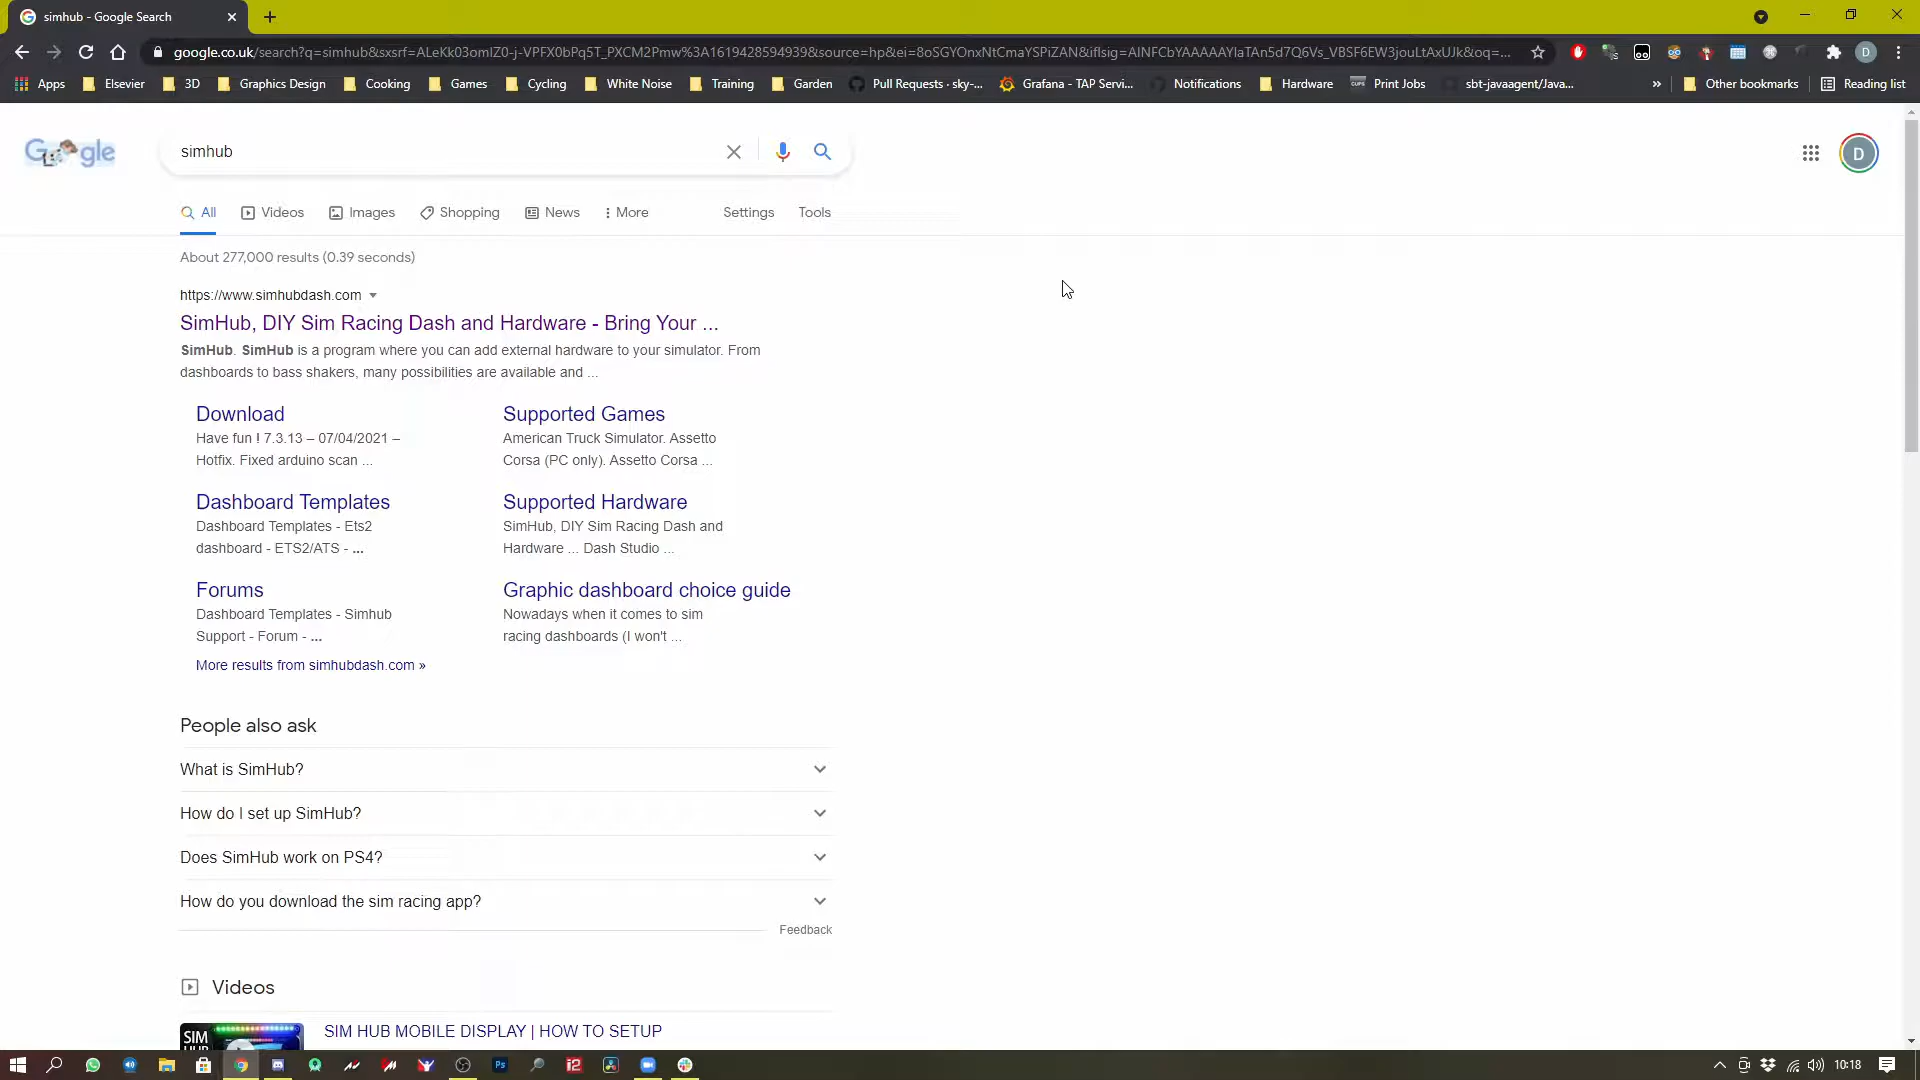 simhub - Google Search
google.co.uk/search?q=simhub&sxsrf=ALeKk03omIZ0-j-VPFX0bPq5T_PXCM2Pmw%3A1619428594939&source=hp&ei=8oSGYOnxNtCmaYSPiZAN&iflsig=AINFCbYAAAAAYIaTAn5d7Q6Vs_VBSF6EW3jouLtAxUJk&oq=...
D
Apps Elsevier 3D Graphics Design Cooking Games Cycling White Noise Training Garden Pull Requests · sky-... Grafana - TAP Servi... Notifications Hardware CUPS Print Jobs sbt-javaagent/Java... » Other bookmarks Reading list
Google
simhub
D
All Videos Images Shopping News More Settings Tools
About 277,000 results (0.39 seconds)
https://www.simhubdash.com
SimHub, DIY Sim Racing Dash and Hardware - Bring Your ...
SimHub. SimHub is a program where you can add external hardware to your simulator. From
dashboards to bass shakers, many possibilities are available and ...
Download
Have fun ! 7.3.13 – 07/04/2021 –
Hotfix. Fixed arduino scan ...
Supported Games
American Truck Simulator. Assetto
Corsa (PC only). Assetto Corsa ...
Dashboard Templates
Dashboard Templates - Ets2
dashboard - ETS2/ATS - ...
Supported Hardware
SimHub, DIY Sim Racing Dash and
Hardware ... Dash Studio ...
Forums
Dashboard Templates - Simhub
Support - Forum - ...
Graphic dashboard choice guide
Nowadays when it comes to sim
racing dashboards (I won't ...
More results from simhubdash.com »
People also ask
What is SimHub?
How do I set up SimHub?
Does SimHub work on PS4?
How do you download the sim racing app?
Feedback
Videos
SIM
HUB
SIM HUB MOBILE DISPLAY | HOW TO SETUP
Ps
i2
10:18